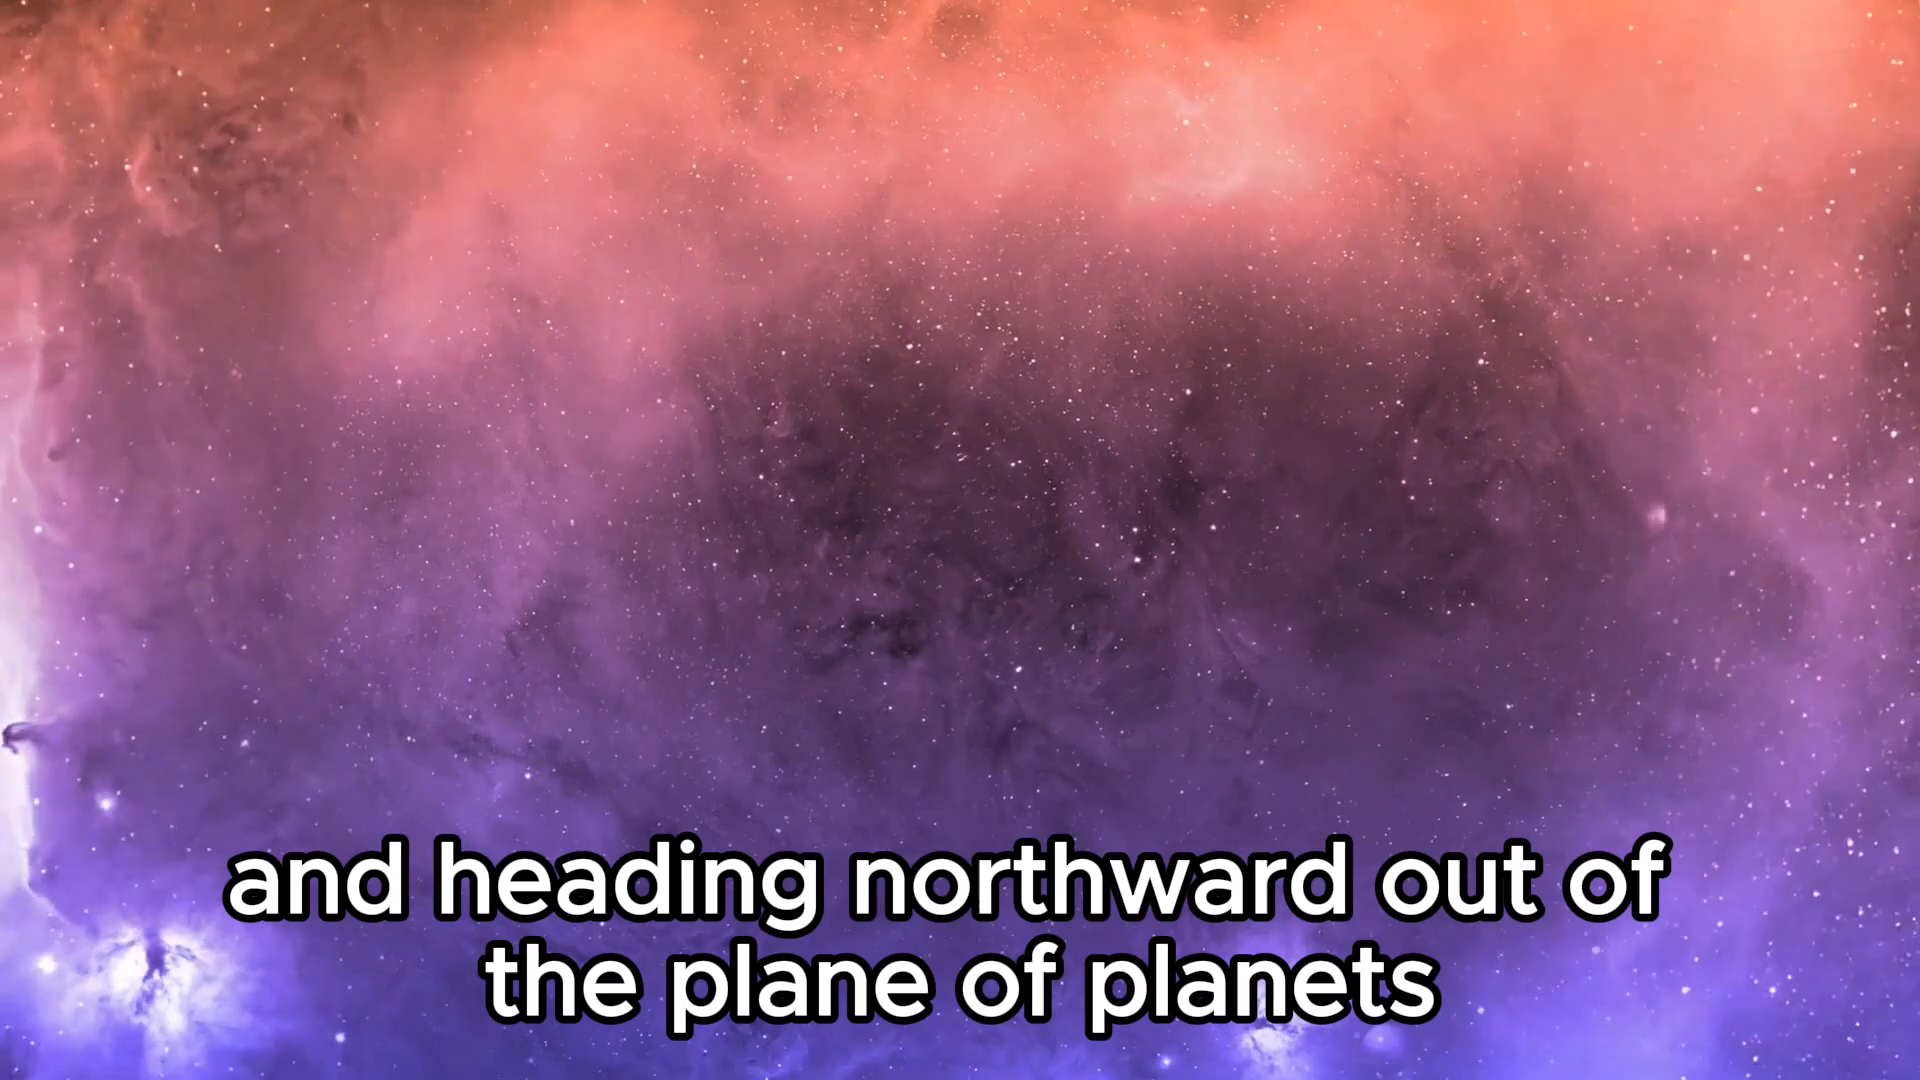 and heading northward out of
the plane of planets